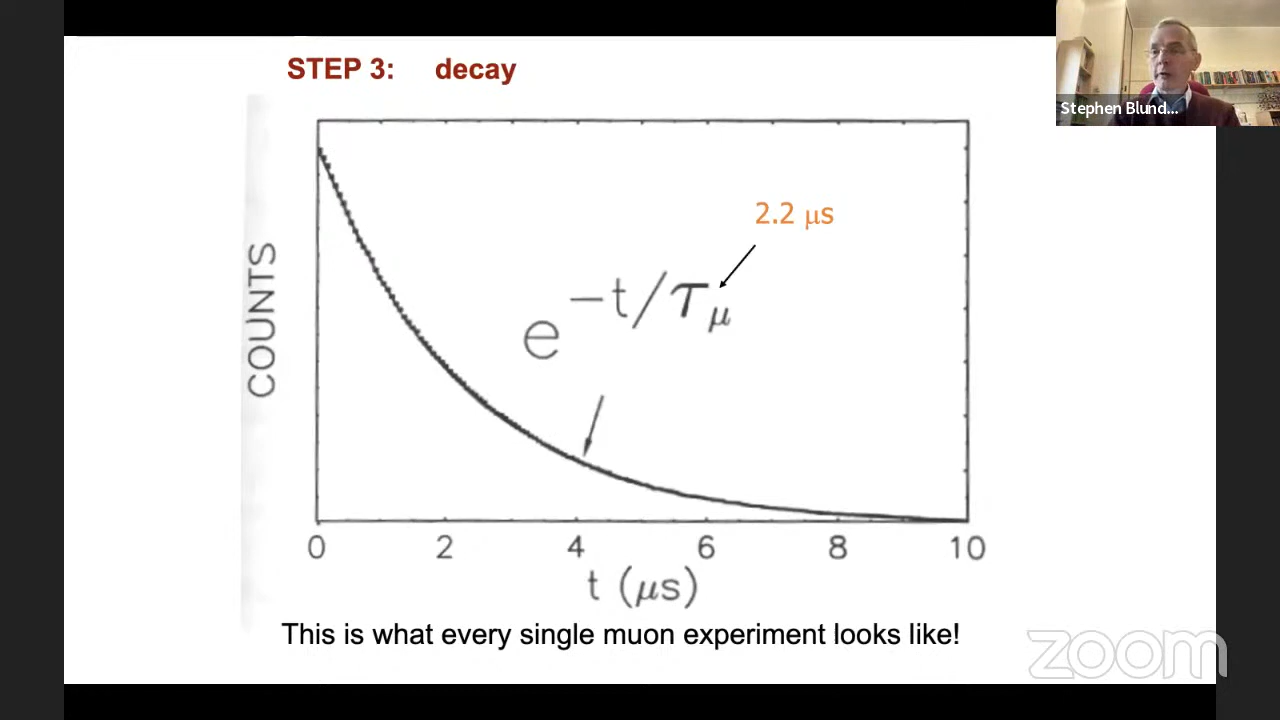 STEP 3: decay
Stephen Blund...
2.2 μs
e^{-t/τ_μ}
COUNTS
0 2 4 6 8 10
t (μs)
This is what every single muon experiment looks like!
zoom